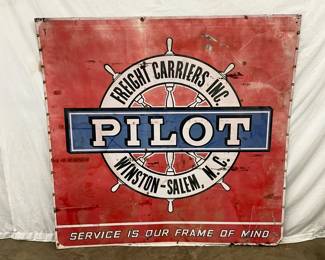 FREIGHT CARRIERS INC.
PILOT
WINSTON-SALEM, N.C.
SERVICE IS OUR FRAME OF MIND